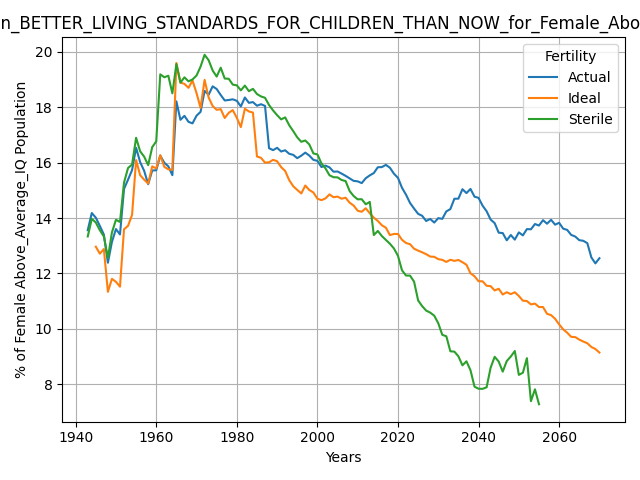 n_BETTER_LIVING_STANDARDS_FOR_CHILDREN_THAN_NOW_for_Female_Abo
% of Female Above_Average_IQ Population
20
18
16
14
12
10
8
Fertility
Actual
Ideal
Sterile
1940 1960 1980 2000 2020 2040 2060
Years